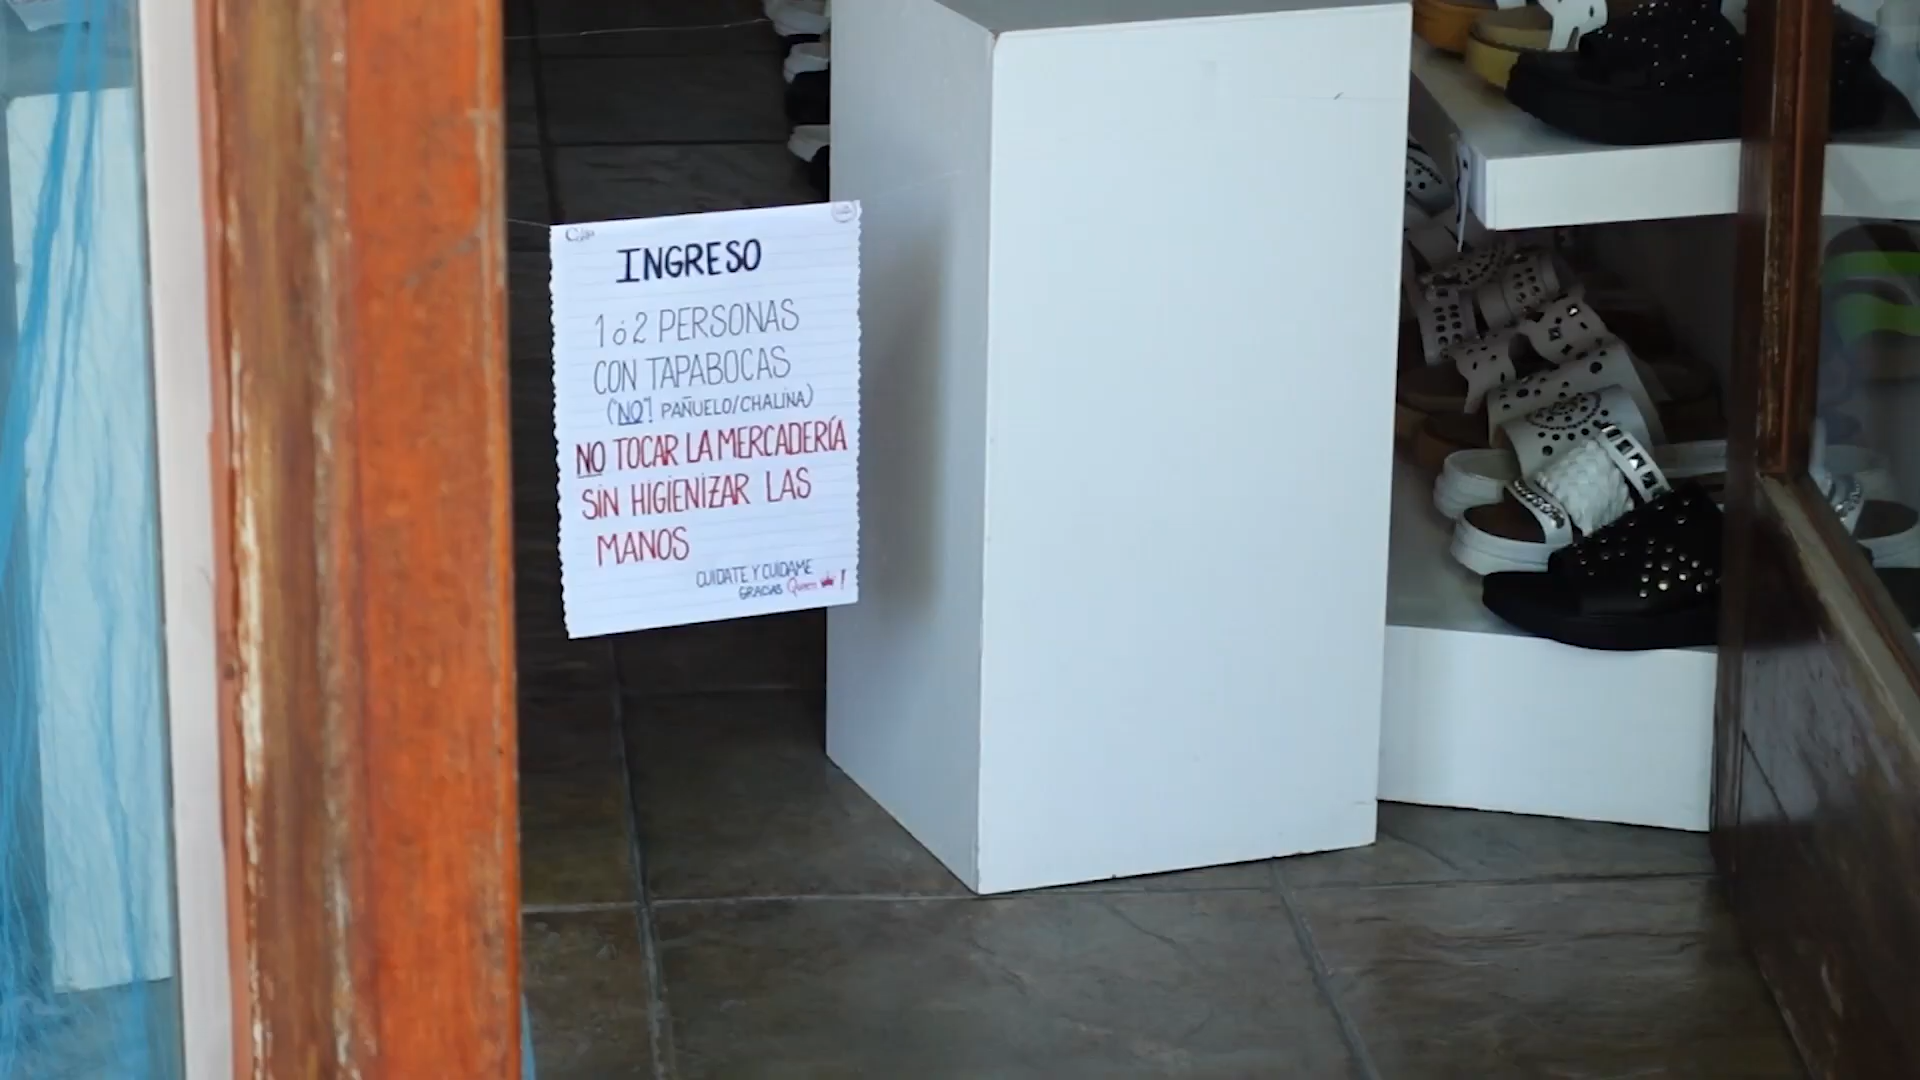 INGRESO
1 ó 2 PERSONAS
CON TAPABOCAS
(¡NO! PAÑUELO/CHALINA)
NO TOCAR LA MERCADERÍA
SIN HIGIENIZAR LAS
MANOS
CUIDATE Y CUIDAME
GRACIAS Queen !